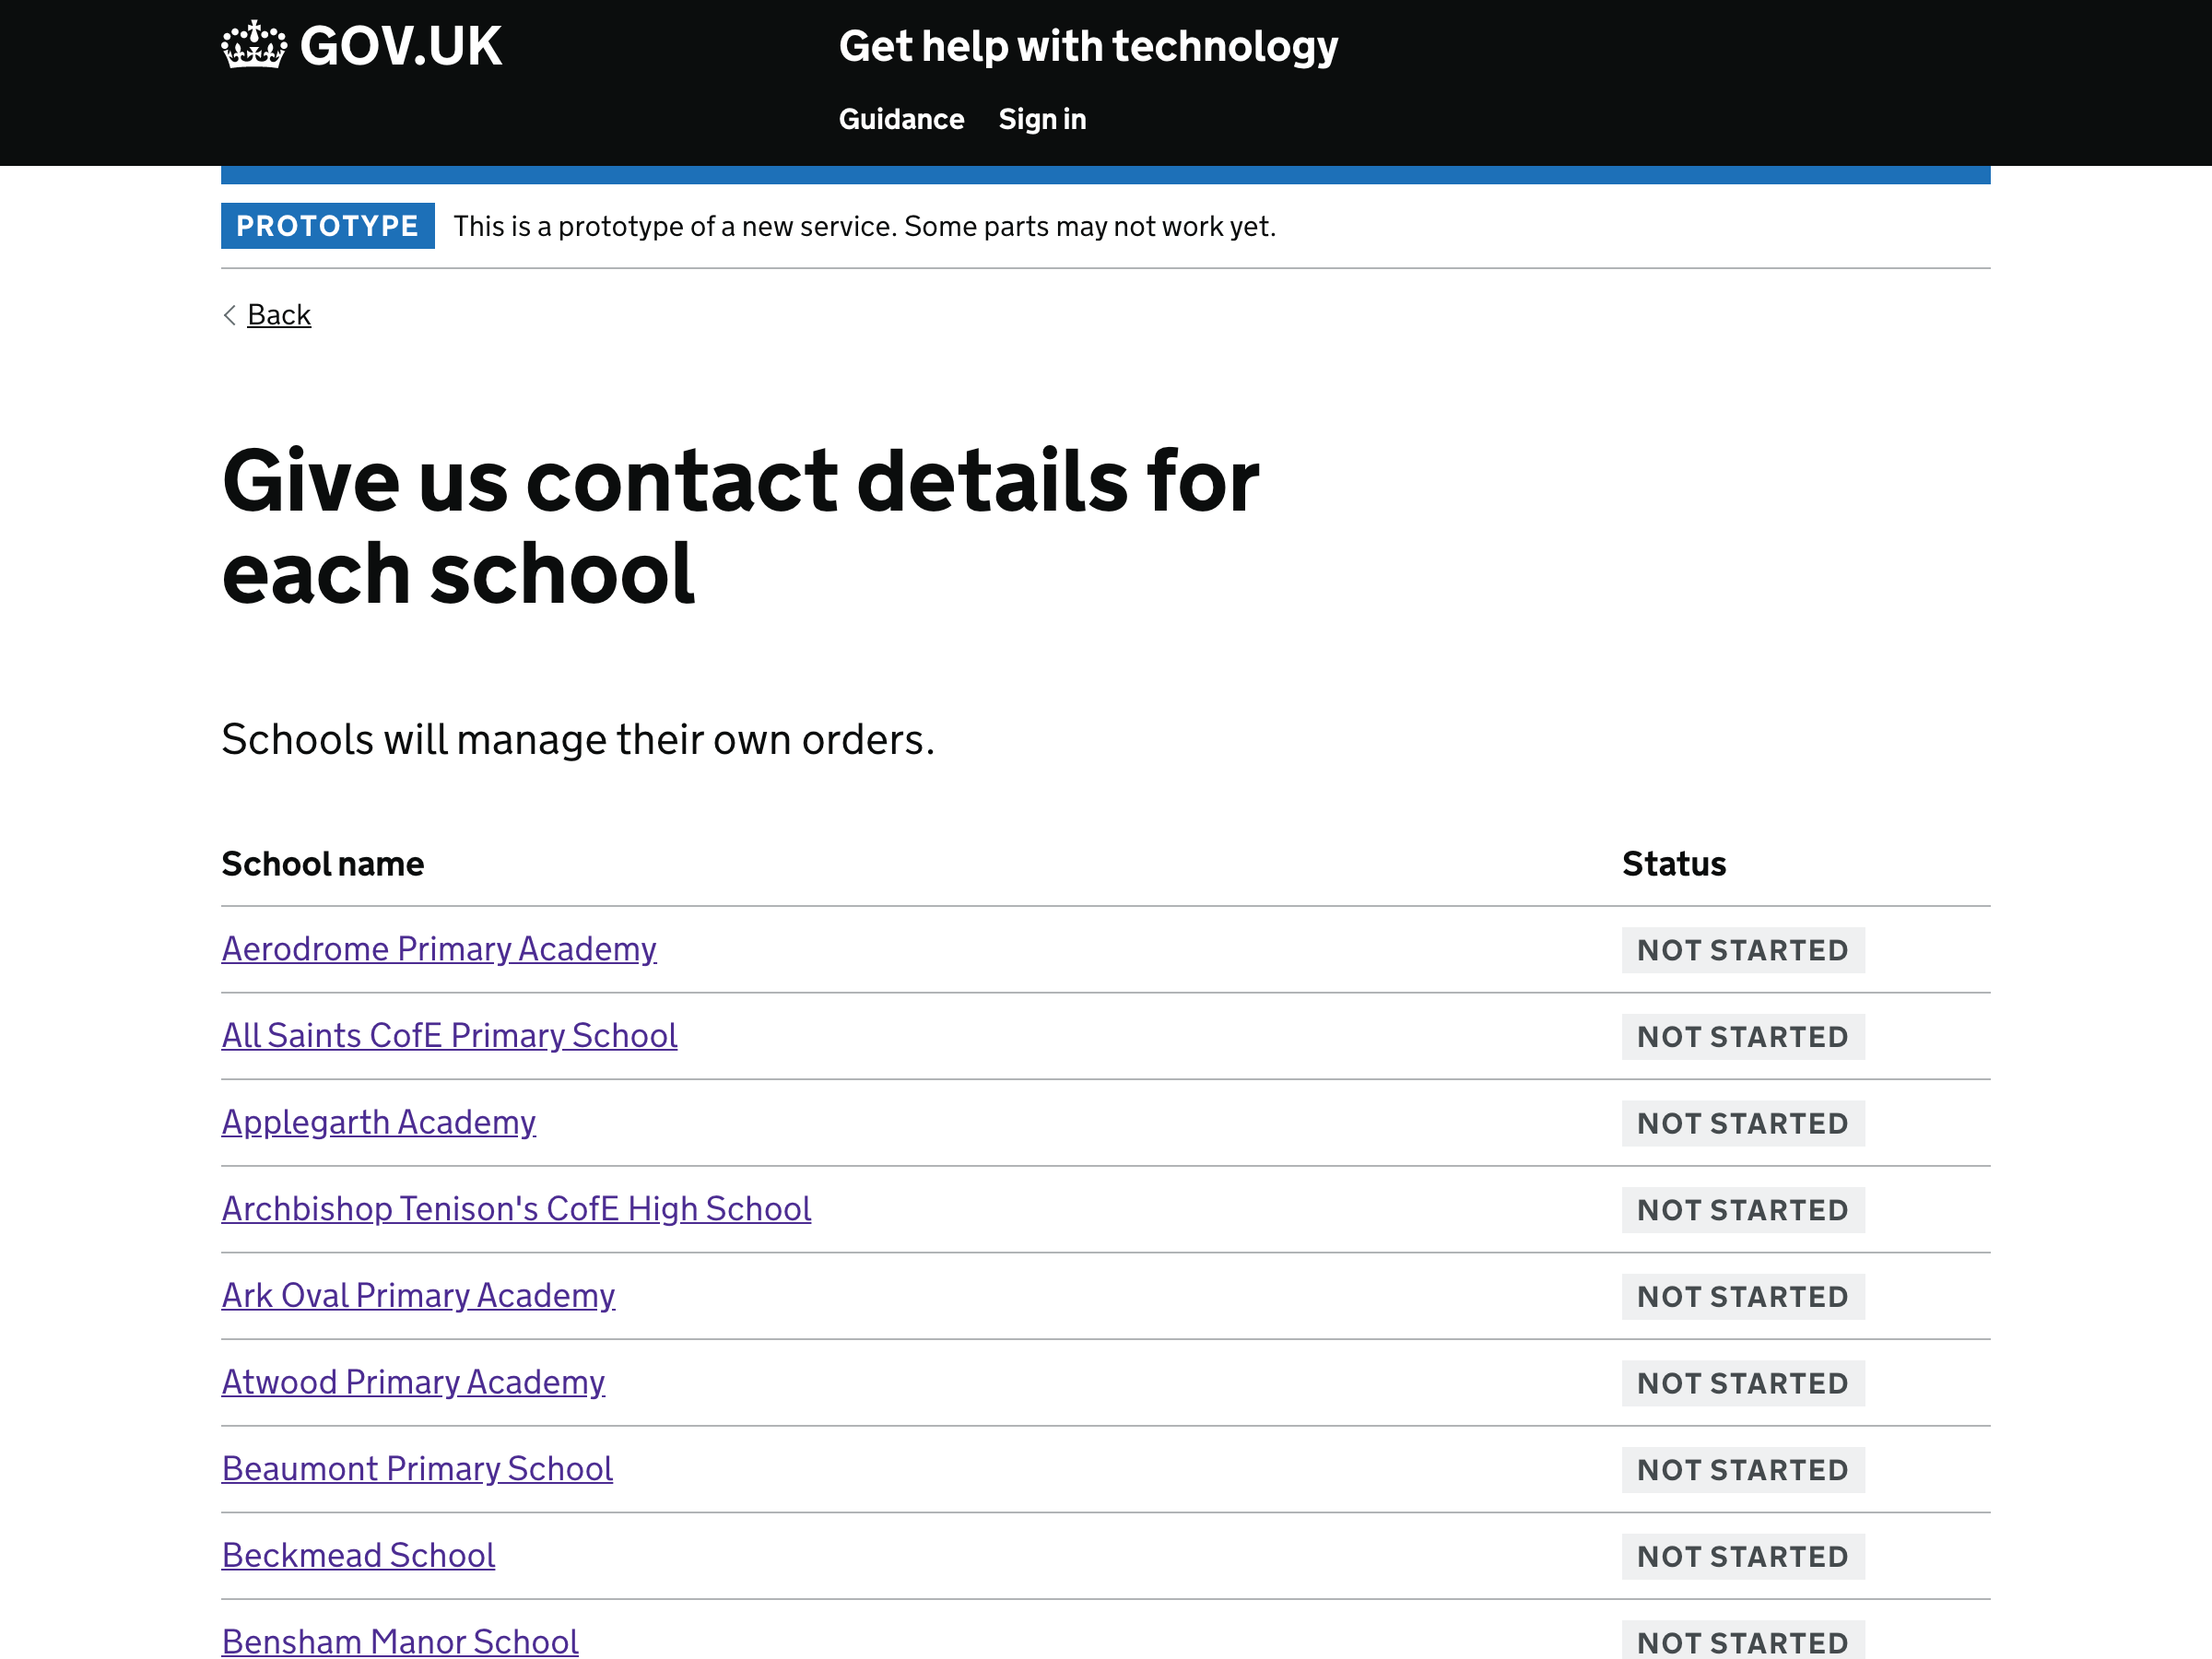 GOV.UK
Get help with technology
Guidance Sign in
PROTOTYPE This is a prototype of a new service. Some parts may not work yet.
Back
Give us contact details for
each school
Schools will manage their own orders.
School name Status
Aerodrome Primary Academy NOT STARTED
All Saints CofE Primary School NOT STARTED
Applegarth Academy NOT STARTED
Archbishop Tenison's CofE High School NOT STARTED
Ark Oval Primary Academy NOT STARTED
Atwood Primary Academy NOT STARTED
Beaumont Primary School NOT STARTED
Beckmead School NOT STARTED
Bensham Manor School NOT STARTED